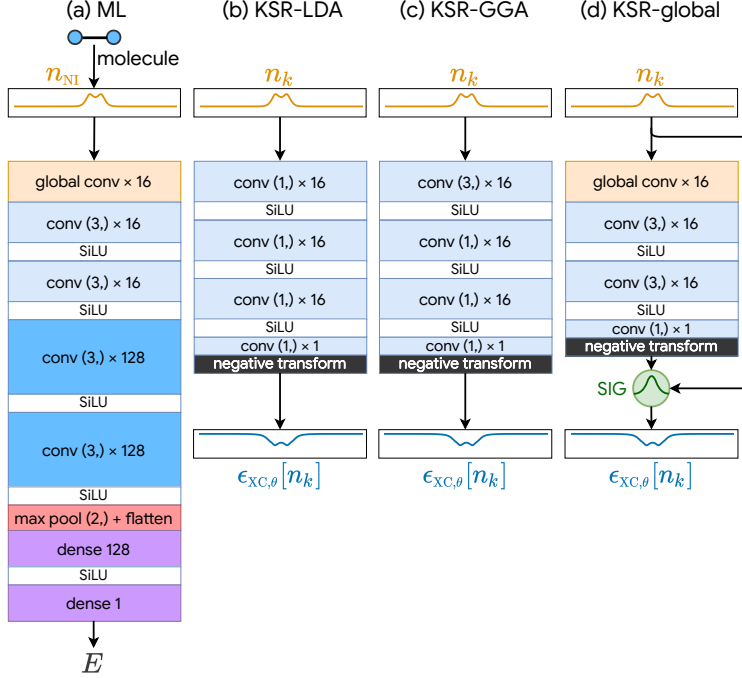 (a) ML
molecule
n_NI
global conv × 16
conv (3,) × 16
SiLU
conv (3,) × 16
SiLU
conv (3,) × 128
SiLU
conv (3,) × 128
SiLU
max pool (2,) + flatten
dense 128
SiLU
dense 1
E
(b) KSR-LDA
n_k
conv (1,) × 16
SiLU
conv (1,) × 16
SiLU
conv (1,) × 16
SiLU
conv (1,) × 1
negative transform
ϵ_XC,θ[n_k]
(c) KSR-GGA
n_k
conv (3,) × 16
SiLU
conv (1,) × 16
SiLU
conv (1,) × 16
SiLU
conv (1,) × 1
negative transform
ϵ_XC,θ[n_k]
(d) KSR-global
n_k
global conv × 16
conv (3,) × 16
SiLU
conv (3,) × 16
SiLU
conv (1,) × 1
negative transform
SIG
ϵ_XC,θ[n_k]